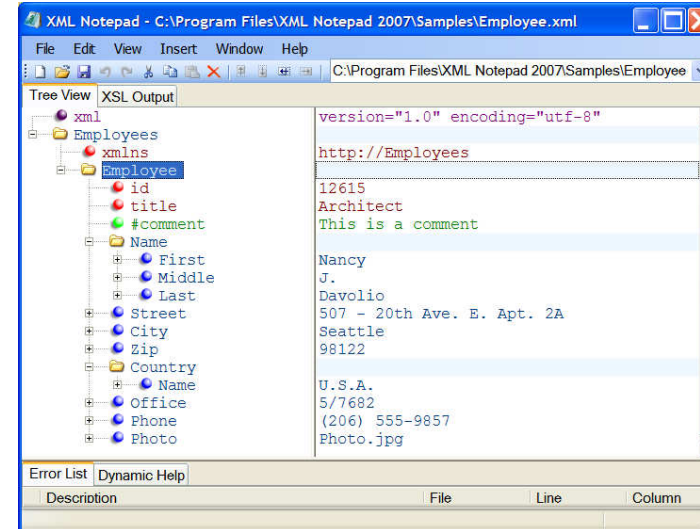 XML Notepad - C:\Program Files\XML Notepad 2007\Samples\Employee.xml
File Edit View Insert Window Help
C:\Program Files\XML Notepad 2007\Samples\Employee
Tree View XSL Output
xml version="1.0" encoding="utf-8"
Employees
xmlns http://Employees
Employee
id 12615
title Architect
#comment This is a comment
Name
First Nancy
Middle J.
Last Davolio
Street 507 - 20th Ave. E. Apt. 2A
City Seattle
Zip 98122
Country
Name U.S.A.
Office 5/7682
Phone (206) 555-9857
Photo Photo.jpg
Error List Dynamic Help
Description File Line Column